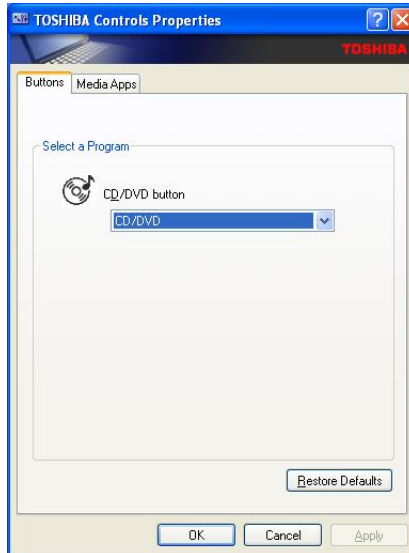 TOSHIBA Controls Properties
TOSHIBA
Buttons Media Apps
Select a Program
CD/DVD button
CD/DVD
Restore Defaults
OK Cancel Apply